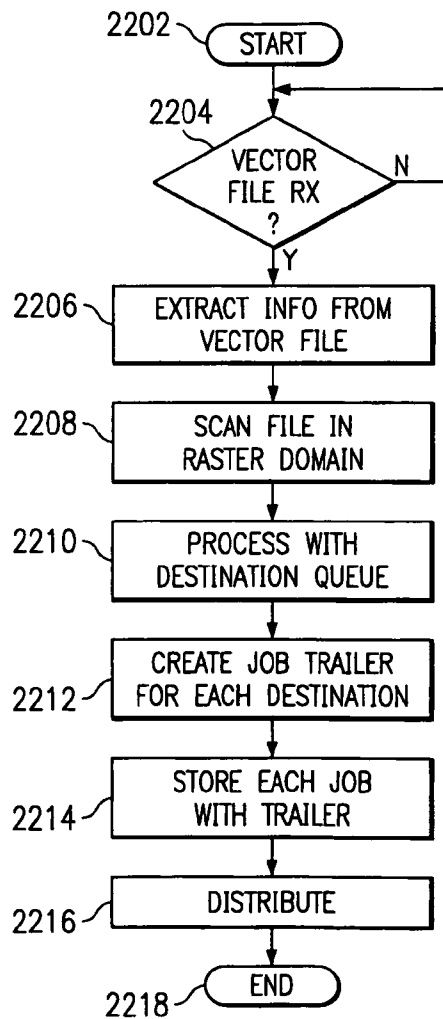 2202
START
2204
VECTOR
FILE RX
?
N
Y
2206
EXTRACT INFO FROM
VECTOR FILE
2208
SCAN FILE IN
RASTER DOMAIN
2210
PROCESS WITH
DESTINATION QUEUE
2212
CREATE JOB TRAILER
FOR EACH DESTINATION
2214
STORE EACH JOB
WITH TRAILER
2216
DISTRIBUTE
2218
END